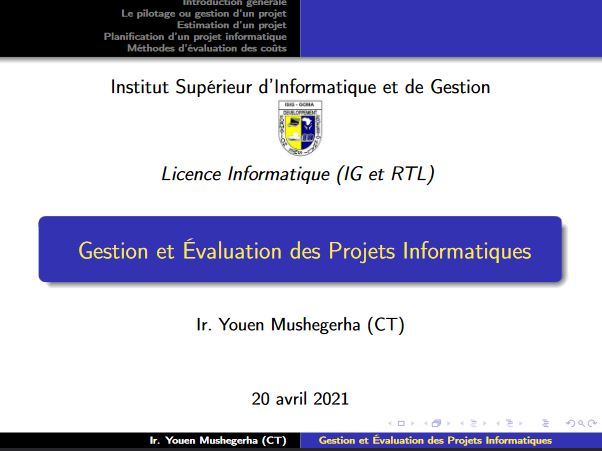 Introduction générale
Le pilotage ou gestion d'un projet
Estimation d'un projet
Planification d'un projet informatique
Méthodes d'évaluation des coûts
Institut Supérieur d'Informatique et de Gestion
ISIG - GOMA
DEVELOPPEMENT
Licence Informatique (IG et RTL)
Gestion et Évaluation des Projets Informatiques
Ir. Youen Mushegerha (CT)
20 avril 2021
Ir. Youen Mushegerha (CT)
Gestion et Évaluation des Projets Informatiques